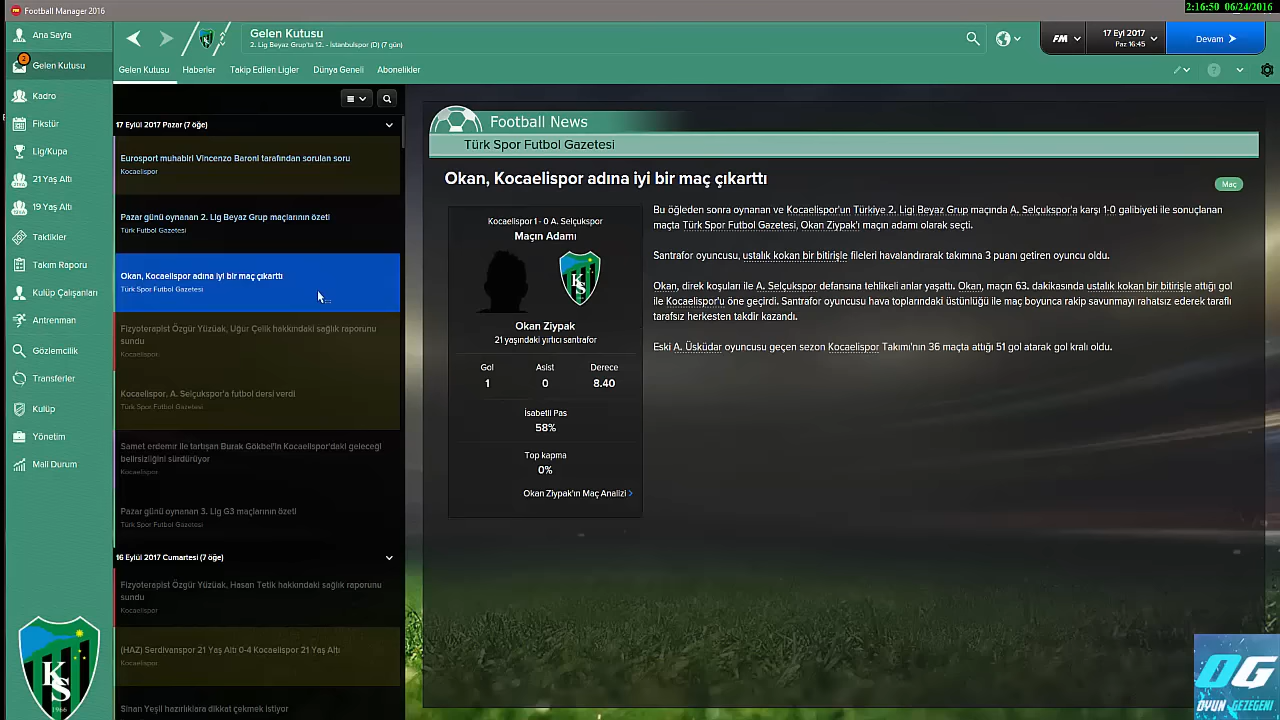 Football Manager 2016
2:16:50 06/24/2016
Ana Sayfa
2
Gelen Kutusu
Kadro
Fikstür
Lig/Kupa
21 Yaş Altı
19 Yaş Altı
Taktikler
Takım Raporu
Kulüp Çalışanları
Antrenman
Gözlemcilik
Transferler
Kulüp
Yönetim
Mali Durum
KS
1966
Gelen Kutusu
2. Lig Beyaz Grup'ta 12. - İstanbulspor (D) (7 gün)
FM
17 Eyl 2017
Paz 16:45
Devam
Gelen Kutusu
Haberler
Takip Edilen Ligler
Dünya Geneli
Abonelikler
17 Eylül 2017 Pazar (7 öğe)
Eurosport muhabiri Vincenzo Baroni tarafından sorulan soru
Kocaelispor
Pazar günü oynanan 2. Lig Beyaz Grup maçlarının özeti
Türk Futbol Gazetesi
Okan, Kocaelispor adına iyi bir maç çıkarttı
Türk Spor Futbol Gazetesi
Fizyoterapist Özgür Yüzüak, Uğur Çelik hakkındaki sağlık raporunu
sundu
Kocaelispor
Kocaelispor, A. Selçukspor'a futbol dersi verdi
Türk Spor Futbol Gazetesi
Samet erdemir ile tartışan Burak Gökbel'in Kocaelispor'daki geleceği
belirsizliğini sürdürüyor
Kocaelispor
Pazar günü oynanan 3. Lig G3 maçlarının özeti
Türk Spor Futbol Gazetesi
16 Eylül 2017 Cumartesi (7 öğe)
Fizyoterapist Özgür Yüzüak, Hasan Tetik hakkındaki sağlık raporunu
sundu
Kocaelispor
(HAZ) Serdivanspor 21 Yaş Altı 0-4 Kocaelispor 21 Yaş Altı
Kocaelispor
Sinan Yeşil hazırlıklara dikkat çekmek istiyor
Football News
Türk Spor Futbol Gazetesi
Okan, Kocaelispor adına iyi bir maç çıkarttı
Maç
Kocaelispor 1 - 0 A. Selçukspor
Maçın Adamı
KS
Okan Ziypak
21 yaşındaki yırtıcı santrafor
Gol
Asist
Derece
1
0
8.40
İsabetli Pas
58%
Top kapma
0%
Okan Ziypak'ın Maç Analizi
Bu öğleden sonra oynanan ve Kocaelispor'un Türkiye 2. Ligi Beyaz Grup maçında A. Selçukspor'a karşı 1-0 galibiyeti ile sonuçlanan
maçta Türk Spor Futbol Gazetesi, Okan Ziypak'ı maçın adamı olarak seçti.
Santrafor oyuncusu, ustalık kokan bir bitirişle fileleri havalandırarak takımına 3 puanı getiren oyuncu oldu.
Okan, direk koşuları ile A. Selçukspor defansına tehlikeli anlar yaşattı. Okan, maçın 63. dakikasında ustalık kokan bir bitirişle attığı gol
ile Kocaelispor'u öne geçirdi. Santrafor oyuncusu hava toplarındaki üstünlüğü ile maç boyunca rakip savunmayı rahatsız ederek taraflı
tarafsız herkesten takdir kazandı.
Eski A. Üsküdar oyuncusu geçen sezon Kocaelispor Takımı'nın 36 maçta attığı 51 gol atarak gol kralı oldu.
OG
OYUN GEZEGENİ